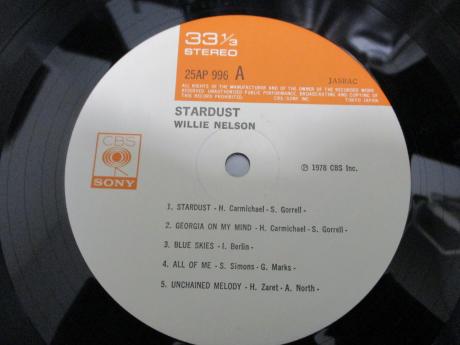 33 1/3
STEREO
25AP 996 A
JASRAC
ALL RIGHTS OF THE MANUFACTURER AND OF THE OWNER OF THE RECORDED WORK
RESERVED UNAUTHORISED PUBLIC PERFORMANCE BROADCASTING AND COPYING OF
THIS RECORD PROHIBITED CBS/SONY INC TOKYO JAPAN
STARDUST
WILLIE NELSON
CBS
SONY
℗ 1978 CBS Inc.
1. STARDUST - H. Carmichael - S. Gorrell -
2. GEORGIA ON MY MIND - H. Carmichael - S. Gorrell -
3. BLUE SKIES - I. Berlin -
4. ALL OF ME - S. Simons - G. Marks -
5. UNCHAINED MELODY - H. Zaret - A. North -